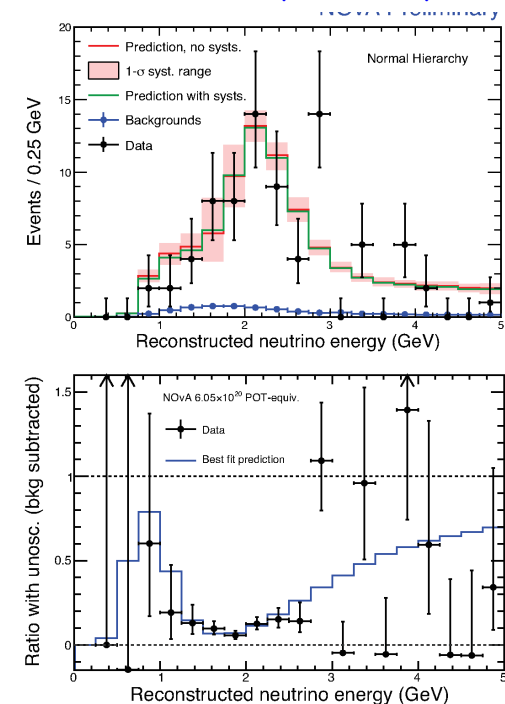 NOvA Preliminary
20
15
10
5
0
Events / 0.25 GeV
Prediction, no systs.
1-σ syst. range
Prediction with systs.
Backgrounds
Data
Normal Hierarchy
0 1 2 3 4 5
Reconstructed neutrino energy (GeV)
1.5
1
0.5
0
Ratio with unosc. (bkg subtracted)
NOvA 6.05×10²⁰ POT-equiv.
Data
Best fit prediction
0 1 2 3 4 5
Reconstructed neutrino energy (GeV)